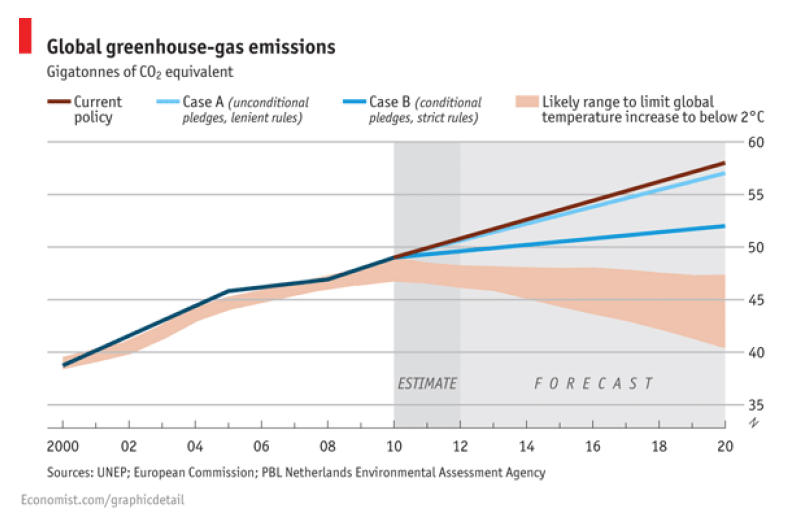 Global greenhouse-gas emissions
Gigatonnes of CO₂ equivalent
Current
policy
Case A (unconditional
pledges, lenient rules)
Case B (conditional
pledges, strict rules)
Likely range to limit global
temperature increase to below 2°C
60
55
50
45
40
35
ESTIMATE
FORECAST
2000 02 04 06 08 10 12 14 16 18 20
Sources: UNEP; European Commission; PBL Netherlands Environmental Assessment Agency
Economist.com/graphicdetail